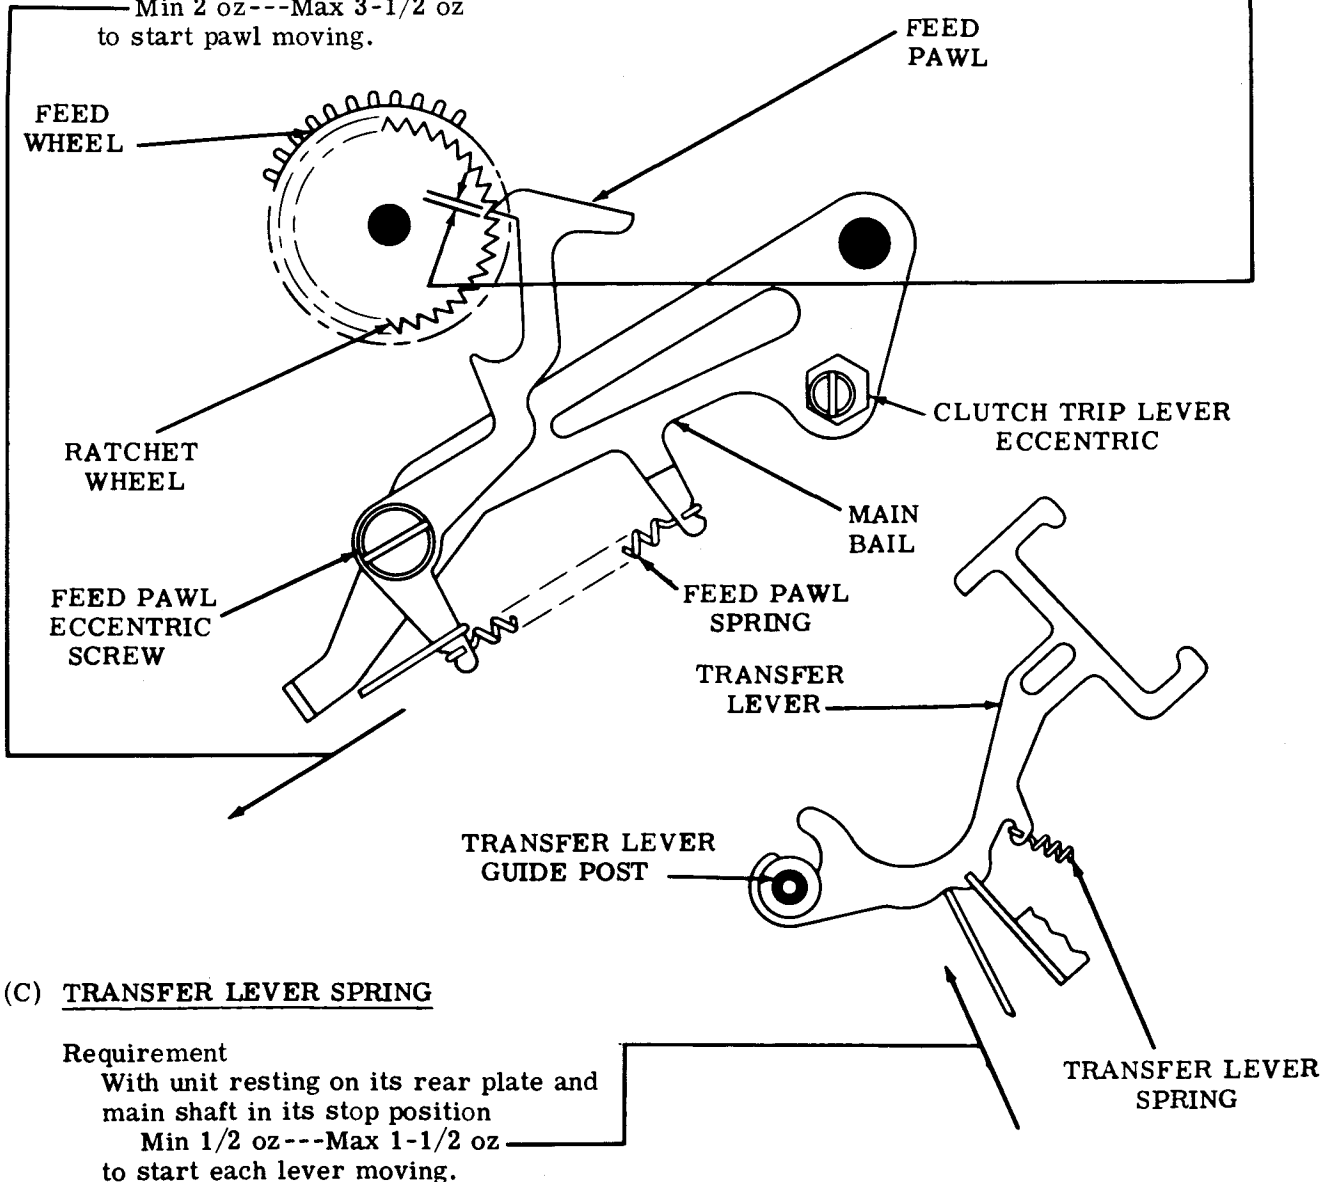 Min 2 oz---Max 3-1/2 oz
to start pawl moving.
FEED
PAWL
FEED
WHEEL
RATCHET
WHEEL
CLUTCH TRIP LEVER
ECCENTRIC
MAIN
BAIL
FEED PAWL
ECCENTRIC
SCREW
FEED PAWL
SPRING
TRANSFER
LEVER
TRANSFER LEVER
GUIDE POST
(C) TRANSFER LEVER SPRING
Requirement
With unit resting on its rear plate and
main shaft in its stop position
Min 1/2 oz---Max 1-1/2 oz
to start each lever moving.
TRANSFER LEVER
SPRING